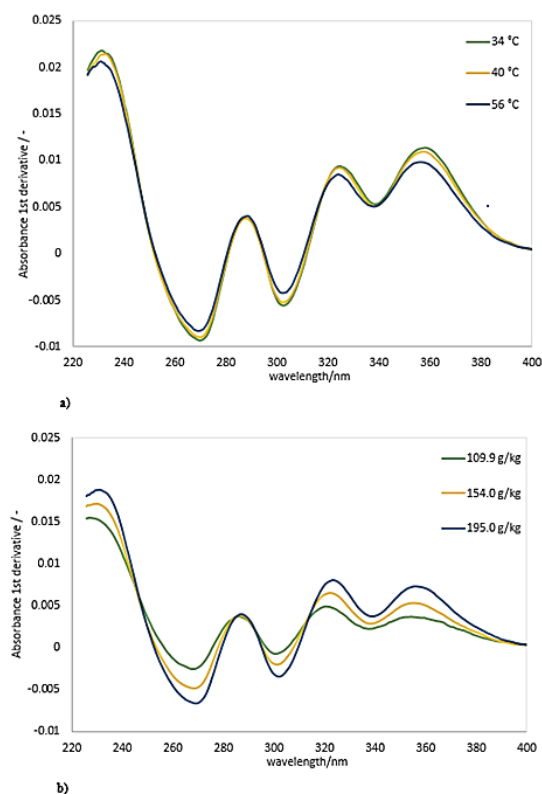 0.025
0.02
0.015
0.01
0.005
0
-0.005
-0.01
Absorbance 1st derivative / -
34 °C
40 °C
56 °C
220 240 260 280 300 320 340 360 380 400
wavelength/nm
a)
0.025
0.02
0.015
0.01
0.005
0
-0.005
-0.01
Absorbance 1st derivative / -
109.9 g/kg
154.0 g/kg
195.0 g/kg
220 240 260 280 300 320 340 360 380 400
wavelength/nm
b)